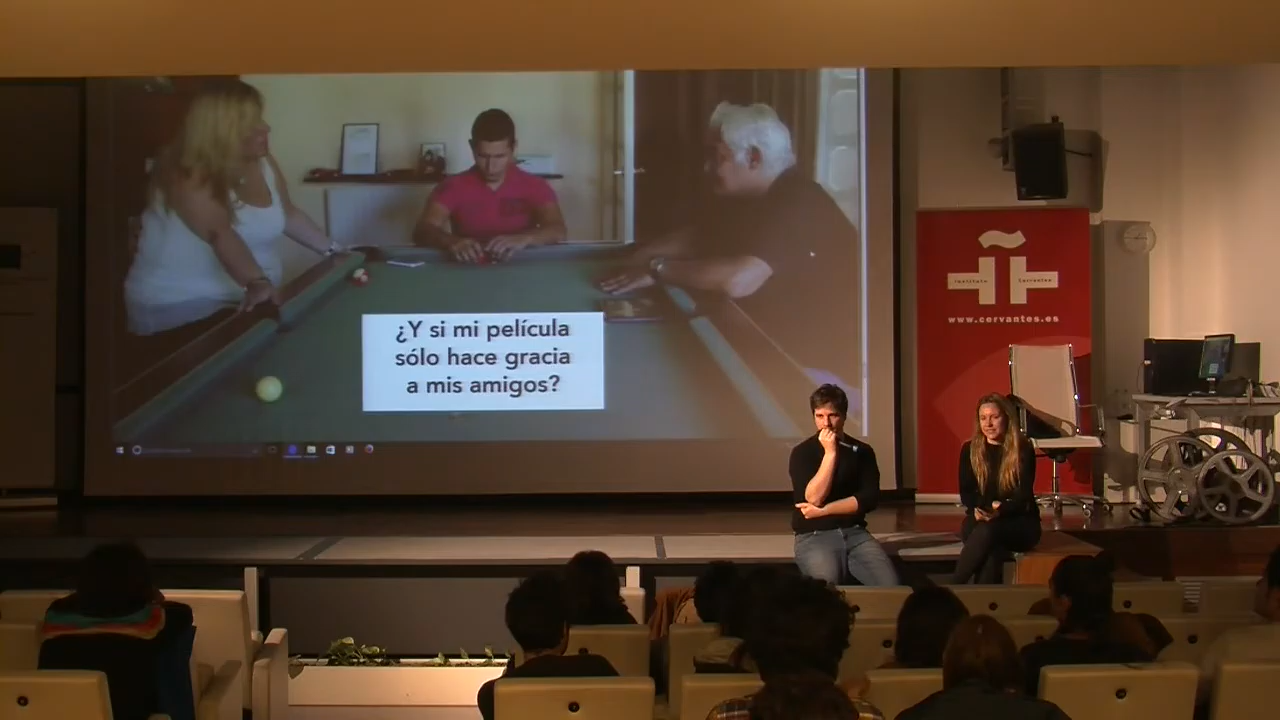 ¿Y si mi película
sólo hace gracia
a mis amigos?
Instituto Cervantes
www.cervantes.es